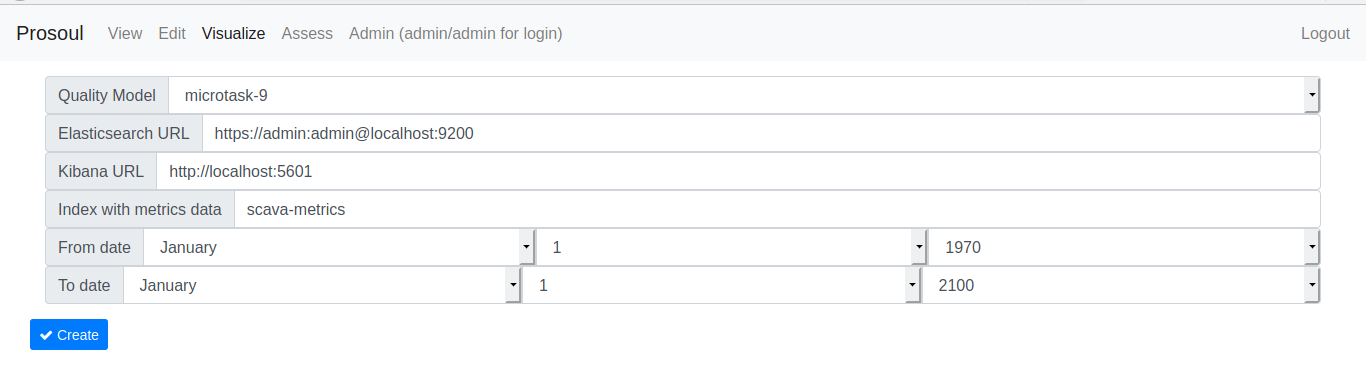 Prosoul View Edit Visualize Assess Admin (admin/admin for login) Logout
Quality Model microtask-9
Elasticsearch URL https://admin:admin@localhost:9200
Kibana URL http://localhost:5601
Index with metrics data scava-metrics
From date January 1 1970
To date January 1 2100
Create